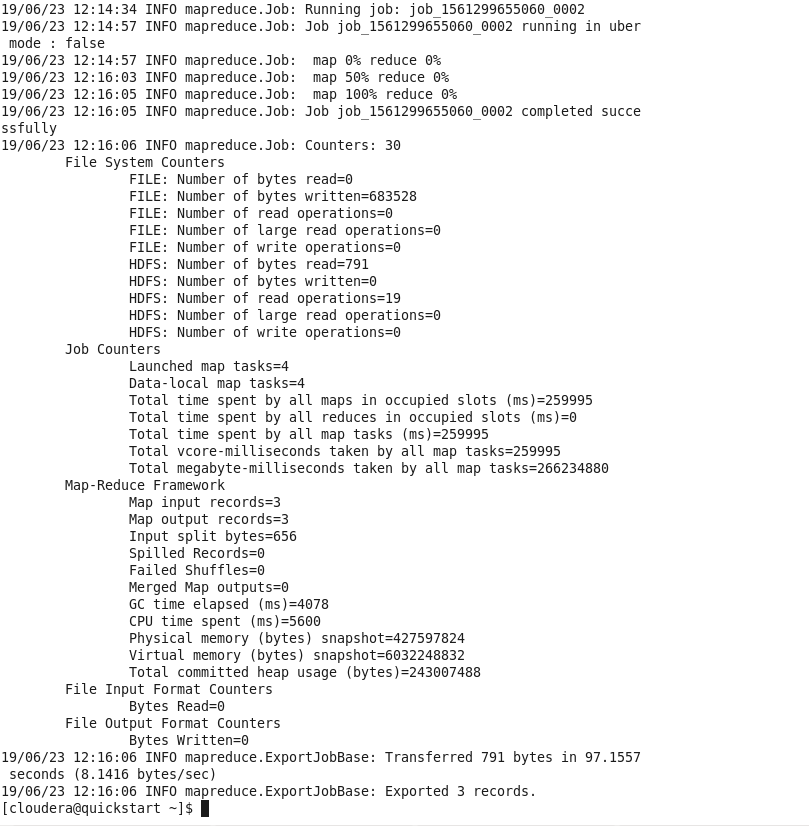 19/06/23 12:14:34 INFO mapreduce.Job: Running job: job_1561299655060_0002
19/06/23 12:14:57 INFO mapreduce.Job: Job job_1561299655060_0002 running in uber
 mode : false
19/06/23 12:14:57 INFO mapreduce.Job:  map 0% reduce 0%
19/06/23 12:16:03 INFO mapreduce.Job:  map 50% reduce 0%
19/06/23 12:16:05 INFO mapreduce.Job:  map 100% reduce 0%
19/06/23 12:16:05 INFO mapreduce.Job: Job job_1561299655060_0002 completed succe
ssfully
19/06/23 12:16:06 INFO mapreduce.Job: Counters: 30
        File System Counters
                FILE: Number of bytes read=0
                FILE: Number of bytes written=683528
                FILE: Number of read operations=0
                FILE: Number of large read operations=0
                FILE: Number of write operations=0
                HDFS: Number of bytes read=791
                HDFS: Number of bytes written=0
                HDFS: Number of read operations=19
                HDFS: Number of large read operations=0
                HDFS: Number of write operations=0
        Job Counters
                Launched map tasks=4
                Data-local map tasks=4
                Total time spent by all maps in occupied slots (ms)=259995
                Total time spent by all reduces in occupied slots (ms)=0
                Total time spent by all map tasks (ms)=259995
                Total vcore-milliseconds taken by all map tasks=259995
                Total megabyte-milliseconds taken by all map tasks=266234880
        Map-Reduce Framework
                Map input records=3
                Map output records=3
                Input split bytes=656
                Spilled Records=0
                Failed Shuffles=0
                Merged Map outputs=0
                GC time elapsed (ms)=4078
                CPU time spent (ms)=5600
                Physical memory (bytes) snapshot=427597824
                Virtual memory (bytes) snapshot=6032248832
                Total committed heap usage (bytes)=243007488
        File Input Format Counters
                Bytes Read=0
        File Output Format Counters
                Bytes Written=0
19/06/23 12:16:06 INFO mapreduce.ExportJobBase: Transferred 791 bytes in 97.1557
 seconds (8.1416 bytes/sec)
19/06/23 12:16:06 INFO mapreduce.ExportJobBase: Exported 3 records.
[cloudera@quickstart ~]$